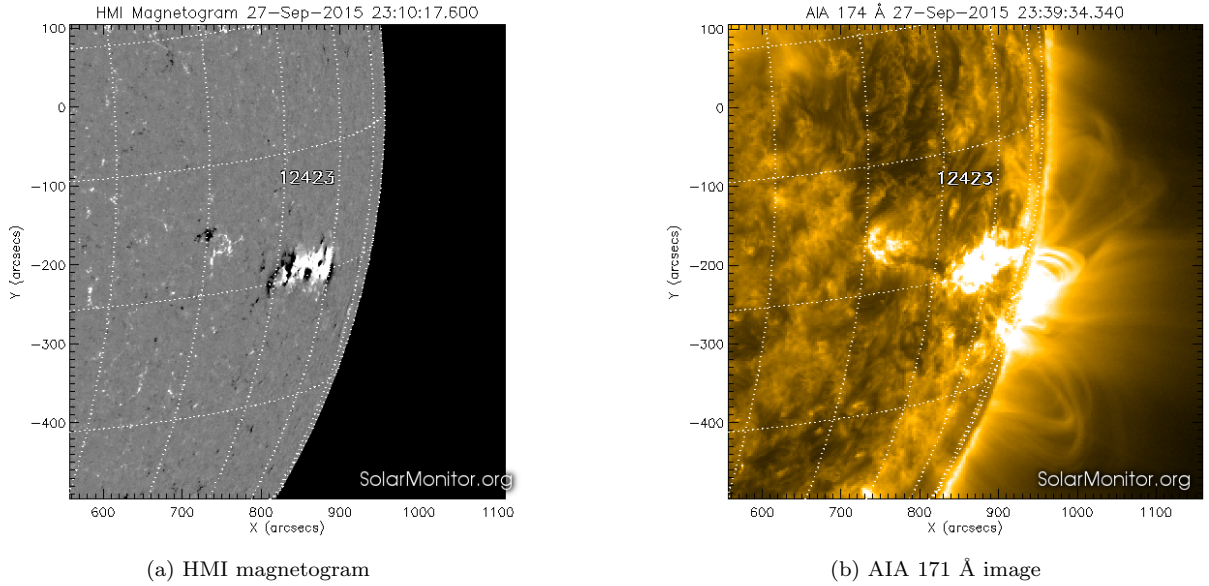 HMI Magnetogram 27-Sep-2015 23:10:17.600
100
0
-100
-200
-300
-400
Y (arcsecs)
12423
SolarMonitor.org
600 700 800 900 1000 1100
X (arcsecs)
(a) HMI magnetogram
AIA 174 Å 27-Sep-2015 23:39:34.340
100
0
-100
-200
-300
-400
Y (arcsecs)
12423
SolarMonitor.org
600 700 800 900 1000 1100
X (arcsecs)
(b) AIA 171 Å image